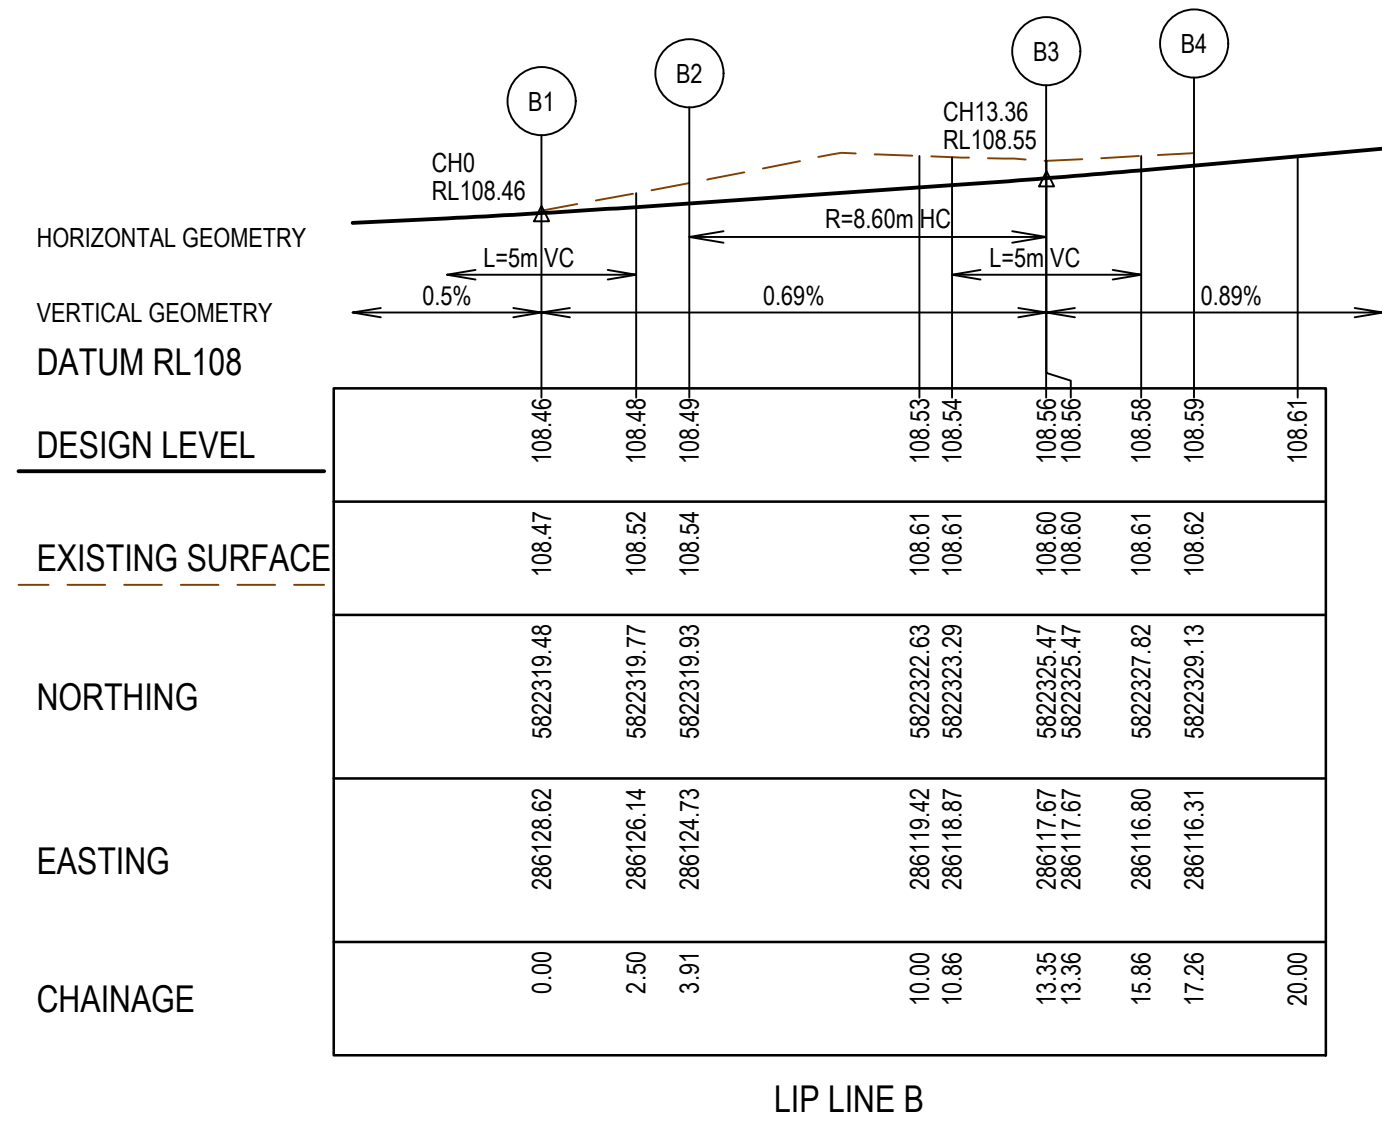 B1
B2
B3
B4
CH0
RL108.46
CH13.36
RL108.55
HORIZONTAL GEOMETRY
R=8.60m HC
L=5m VC
L=5m VC
VERTICAL GEOMETRY
0.5%
0.69%
0.89%
DATUM RL108
DESIGN LEVEL
108.46
108.48
108.49
108.53
108.54
108.56
108.56
108.58
108.59
108.61
EXISTING SURFACE
108.47
108.52
108.54
108.61
108.61
108.60
108.60
108.61
108.62
NORTHING
5822319.48
5822319.77
5822319.93
5822322.63
5822323.29
5822325.47
5822325.47
5822327.82
5822329.13
EASTING
286128.62
286126.14
286124.73
286119.42
286118.87
286117.67
286117.67
286116.80
286116.31
CHAINAGE
0.00
2.50
3.91
10.00
10.86
13.35
13.36
15.86
17.26
20.00
LIP LINE B